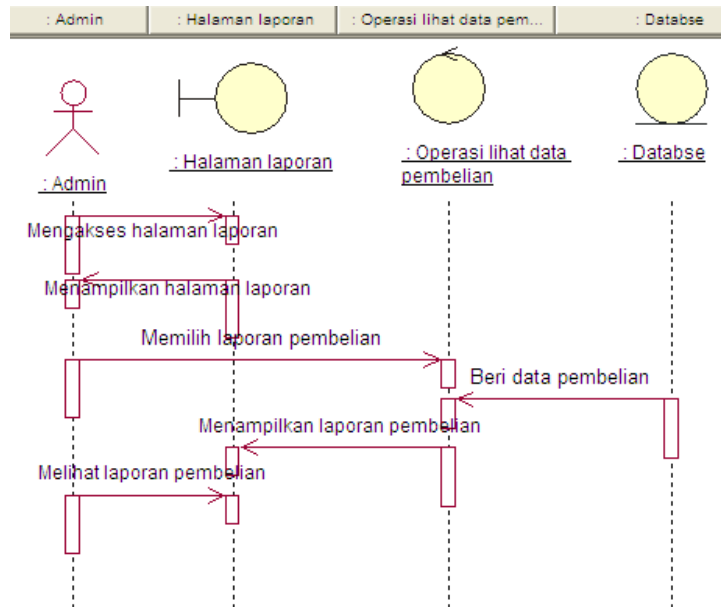 : Admin
: Halaman laporan
: Operasi lihat data pem...
: Databse
: Admin
: Halaman laporan
: Operasi lihat data
pembelian
: Databse
Mengakses halaman laporan
Menampilkan halaman laporan
Memilih laporan pembelian
Beri data pembelian
Menampilkan laporan pembelian
Melihat laporan pembelian